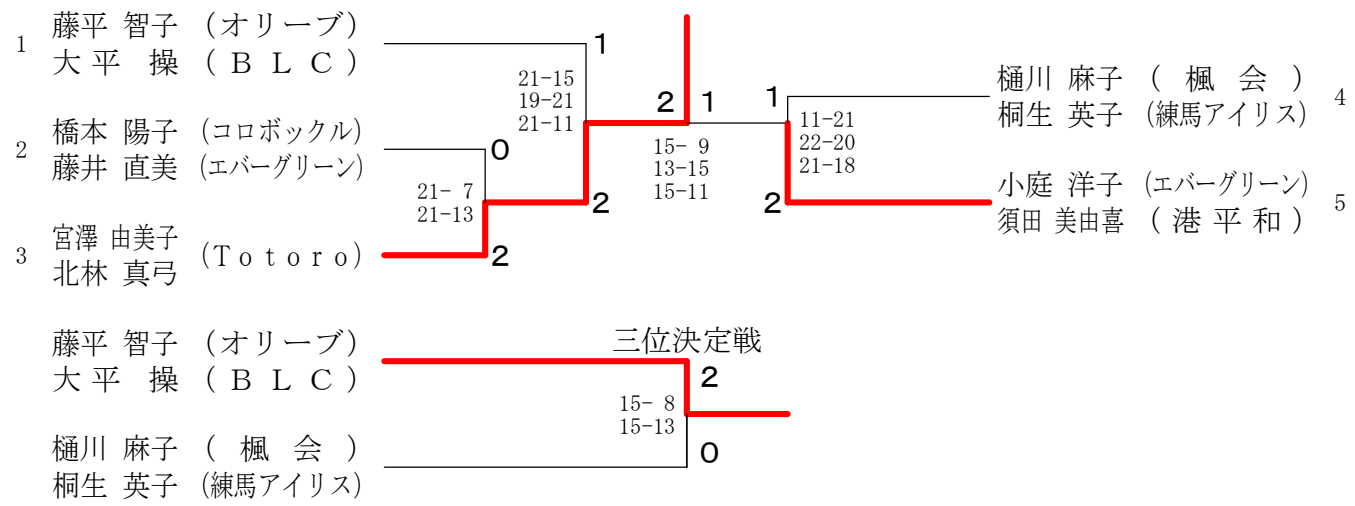 1
藤平 智子 (オリーブ)
大平 操 (BLC)
2
橋本 陽子 (コロボックル)
藤井 直美 (エバーグリーン)
3
宮澤 由美子
北林 真弓
(Totoro)
1
21-15
19-21
21-11
0
21- 7
21-13
2
2
2
1
15- 9
13-15
15-11
1
11-21
22-20
21-18
2
樋川 麻子 (楓会)
桐生 英子 (練馬アイリス)
4
小庭 洋子 (エバーグリーン)
須田 美由喜 (港平和)
5
藤平 智子 (オリーブ)
大平 操 (BLC)
樋川 麻子 (楓会)
桐生 英子 (練馬アイリス)
三位決定戦
2
15- 8
15-13
0